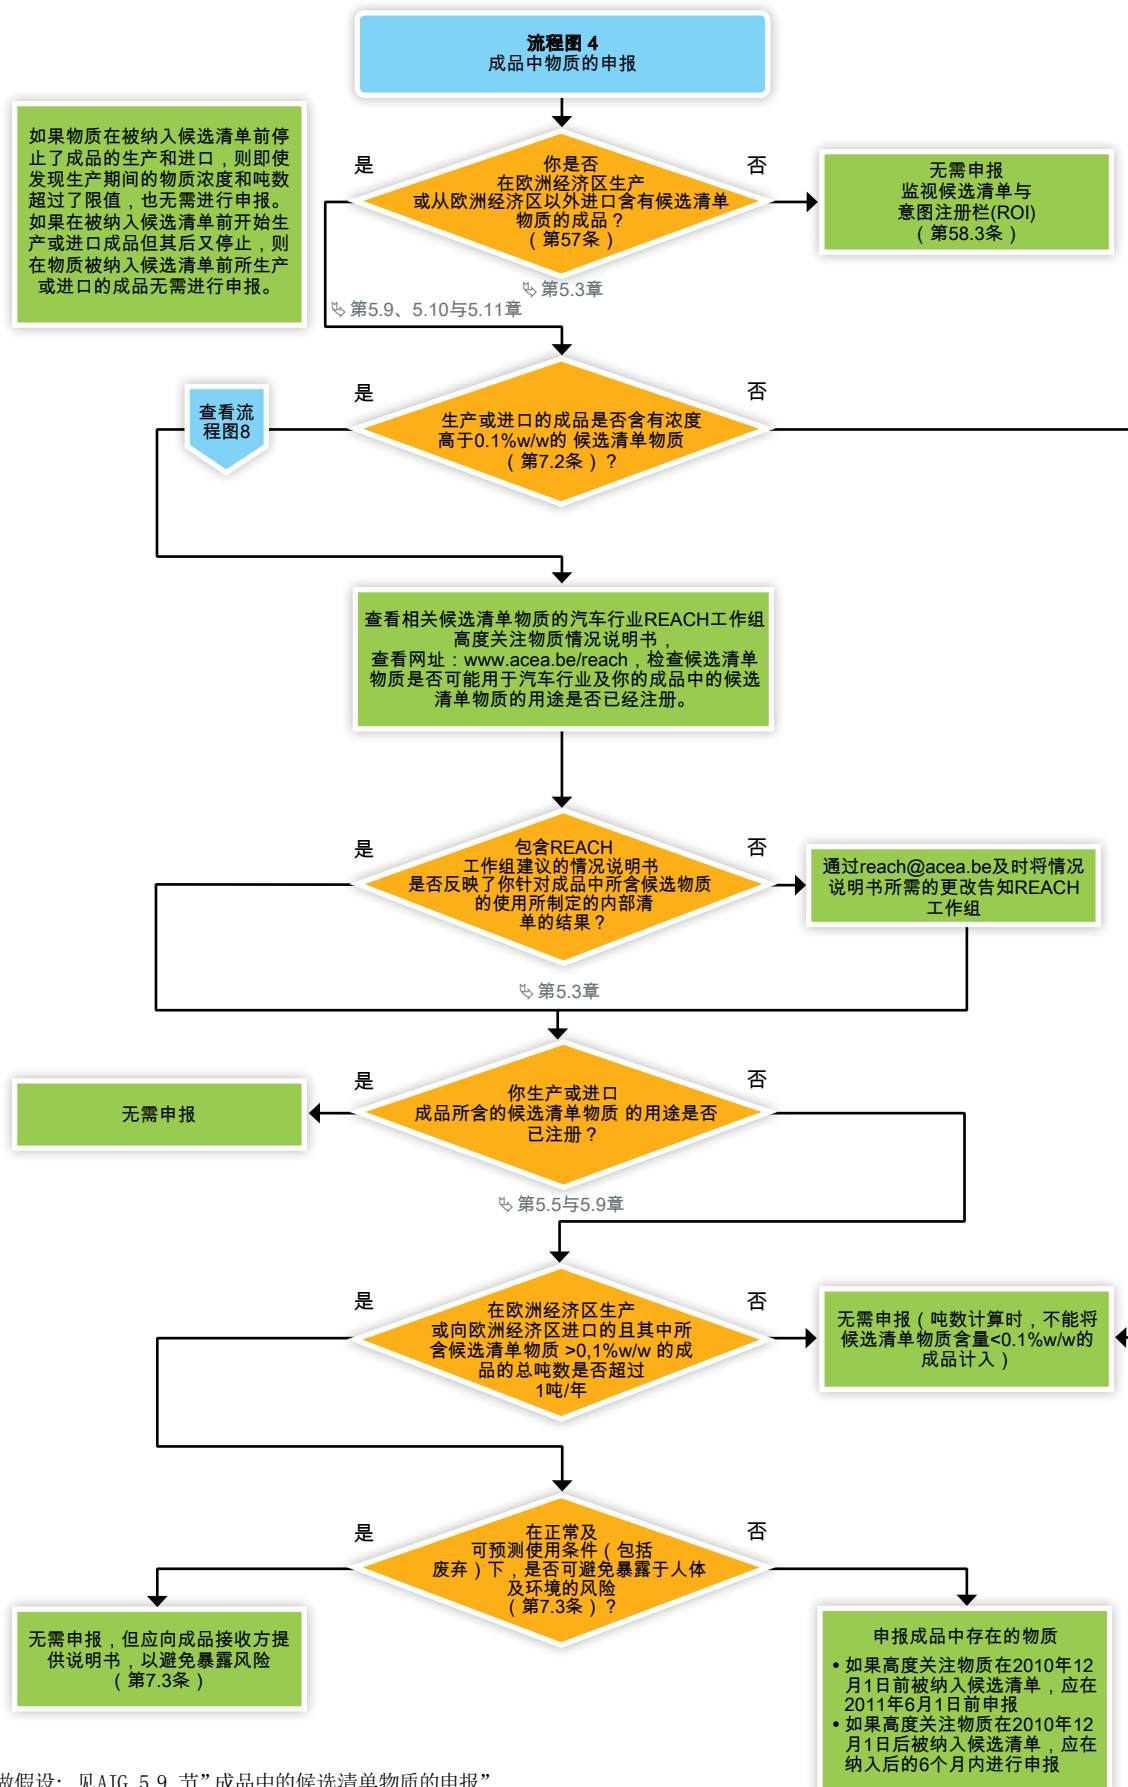 流程图 4
成品中物质的申报
如果物质在被纳入候选清单前停
止了成品的生产和进口，则即使
发现生产期间的物质浓度和吨数
超过了限值，也无需进行申报。
如果在被纳入候选清单前开始生
产或进口成品但其后又停止，则
在物质被纳入候选清单前所生产
或进口的成品无需进行申报。
是
你是否
在欧洲经济区生产
或从欧洲经济区以外进口含有候选清单
物质的成品？
（第57条）
否
无需申报
监视候选清单与
意图注册栏(ROI)
（第58.3条）
第5.3章
第5.9、5.10与5.11章
是
生产或进口的成品是否含有浓度
高于0.1%w/w的 候选清单物质
（第7.2条）？
否
查看流
程图8
查看相关候选清单物质的汽车行业REACH工作组
高度关注物质情况说明书，
查看网址：www.acea.be/reach，检查候选清单
物质是否可能用于汽车行业及你的成品中的候选
清单物质的用途是否已经注册。
是
包含REACH
工作组建议的情况说明书
是否反映了你针对成品中所含候选物质
的使用所制定的内部清
单的结果？
否
通过reach@acea.be及时将情况
说明书所需的更改告知REACH
工作组
第5.3章
是
你生产或进口
成品所含的候选清单物质 的用途是否
已注册？
否
无需申报
第5.5与5.9章
是
在欧洲经济区生产
或向欧洲经济区进口的且其中所
含候选清单物质 >0,1%w/w 的成
品的总吨数是否超过
1吨/年
否
无需申报（吨数计算时，不能将
候选清单物质含量<0.1%w/w的
成品计入）
是
在正常及
可预测使用条件（包括
废弃）下，是否可避免暴露于人体
及环境的风险
（第7.3条）？
否
无需申报，但应向成品接收方提
供说明书，以避免暴露风险
（第7.3条）
申报成品中存在的物质
• 如果高度关注物质在2010年12
月1日前被纳入候选清单，应在
2011年6月1日前申报
• 如果高度关注物质在2010年12
月1日后被纳入候选清单，应在
纳入后的6个月内进行申报
做假设: 见AIG 5.9 节"成品中的候选清单物质的申报"